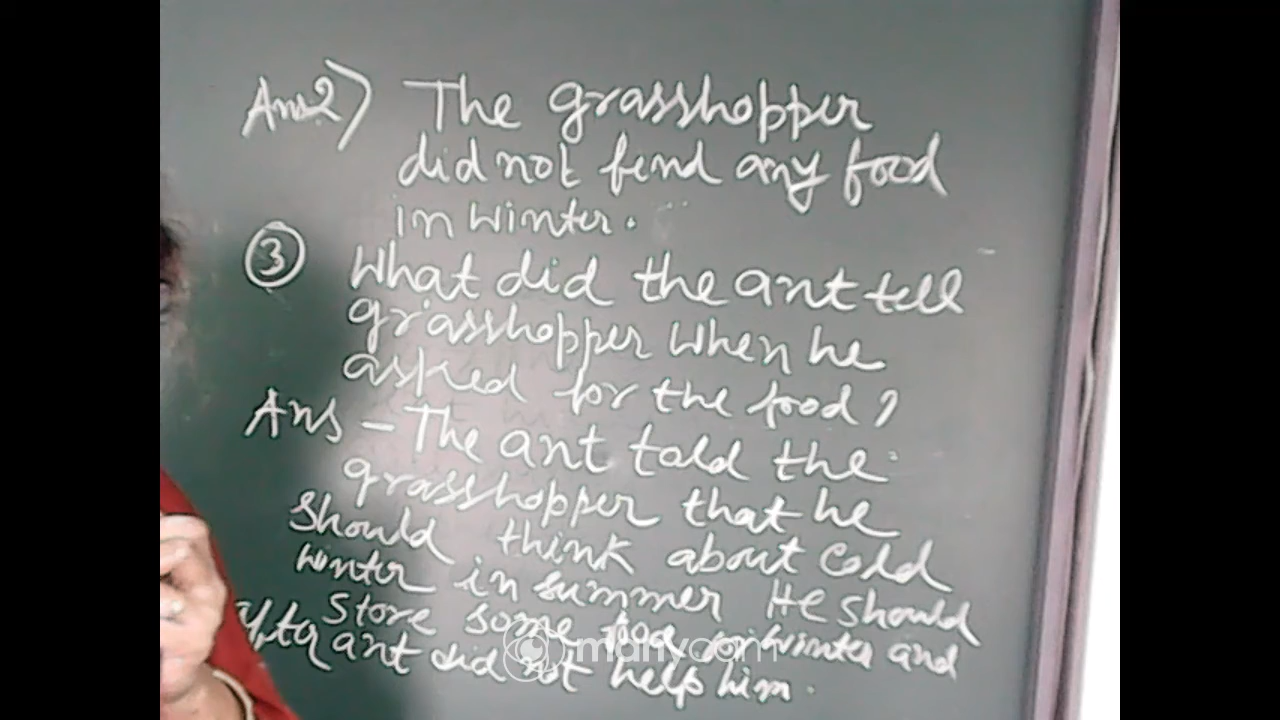 Ans2) The grasshopper
did not find any food
in winter.
③ What did the ant tell
grasshopper when he
asked for the food?
Ans - The ant told the
grasshopper that he
should think about cold
winter in summer He should
store some food for winter and
after ant did not help him.